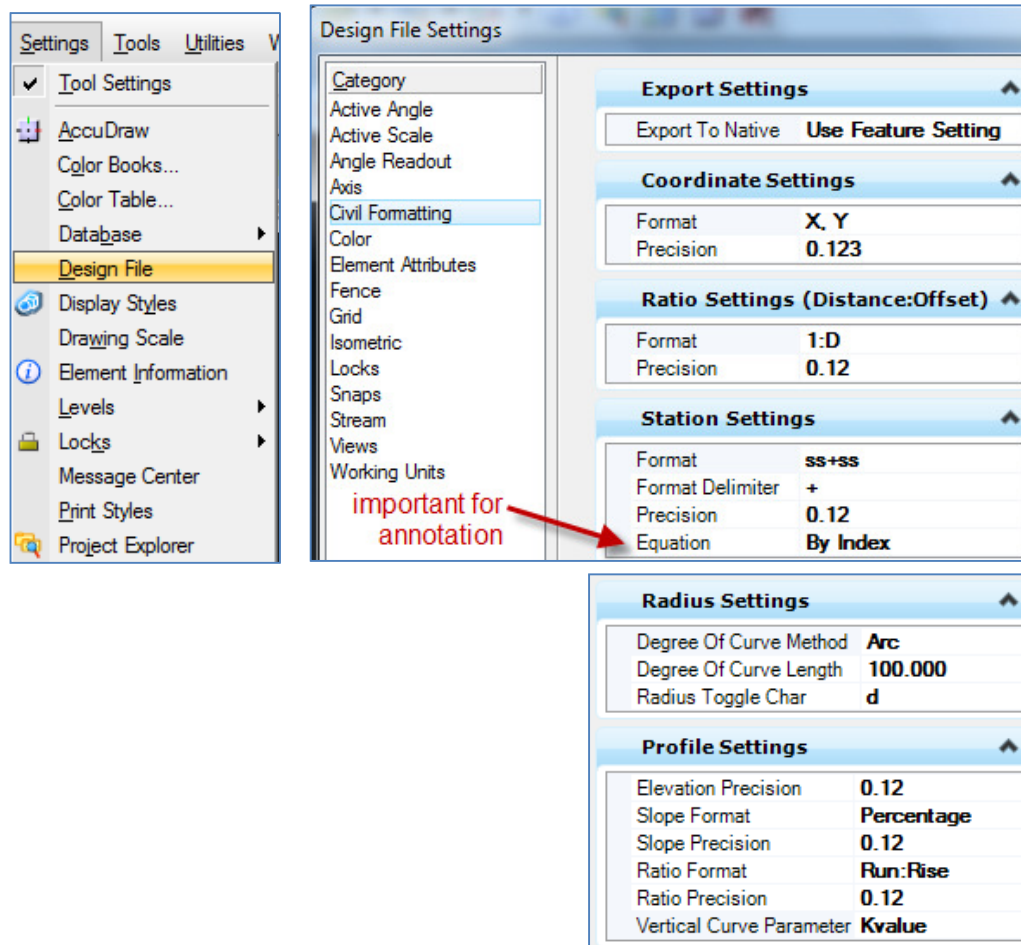 Settings Tools Utilities
Tool Settings
AccuDraw
Color Books...
Color Table...
Database
Design File
Display Styles
Drawing Scale
Element Information
Levels
Locks
Message Center
Print Styles
Project Explorer
Design File Settings
Category
Active Angle
Active Scale
Angle Readout
Axis
Civil Formatting
Color
Element Attributes
Fence
Grid
Isometric
Locks
Snaps
Stream
Views
Working Units
important for
annotation
Export Settings
Export To Native Use Feature Setting
Coordinate Settings
Format X, Y
Precision 0.123
Ratio Settings (Distance:Offset)
Format 1:D
Precision 0.12
Station Settings
Format ss+ss
Format Delimiter +
Precision 0.12
Equation By Index
Radius Settings
Degree Of Curve Method Arc
Degree Of Curve Length 100.000
Radius Toggle Char d
Profile Settings
Elevation Precision 0.12
Slope Format Percentage
Slope Precision 0.12
Ratio Format Run:Rise
Ratio Precision 0.12
Vertical Curve Parameter Kvalue